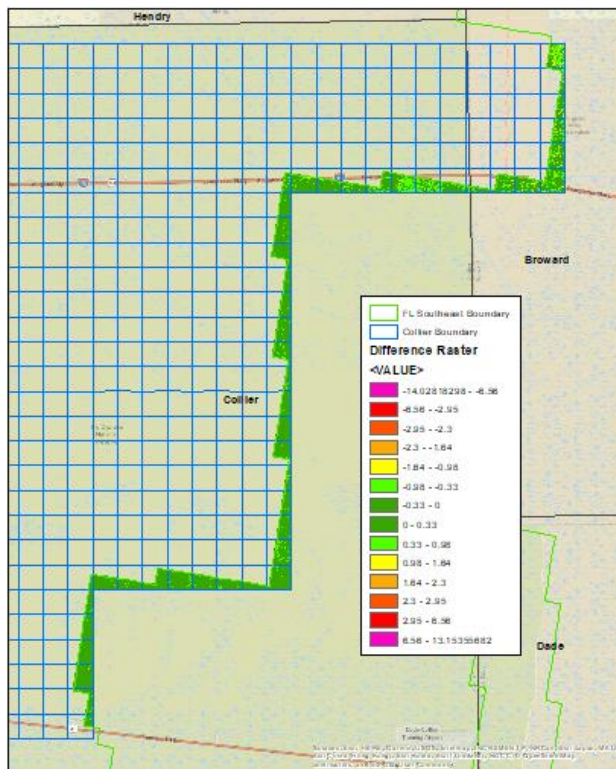 Hendry
Broward
Collier
Dade
FL Southeast Boundary
Collier Boundary
Difference Raster
<VALUE>
-14.02818298 - -6.56
-6.56 - -2.95
-2.95 - -2.3
-2.3 - -1.64
-1.64 - -0.98
-0.98 - -0.33
-0.33 - 0
0 - 0.33
0.33 - 0.98
0.98 - 1.64
1.64 - 2.3
2.3 - 2.95
2.95 - 6.56
6.56 - 13.15355682